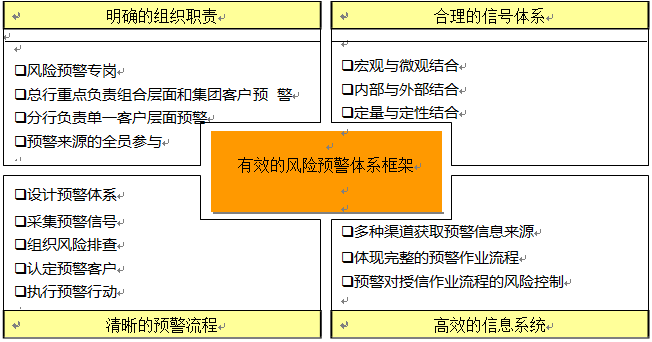 明确的组织职责
❑风险预警专岗
❑总行重点负责组合层面和集团客户预 警
❑分行负责单一客户层面预警
❑预警来源的全员参与
合理的信号体系
❑宏观与微观结合
❑内部与外部结合
❑定量与定性结合
有效的风险预警体系框架
❑设计预警体系
❑采集预警信号
❑组织风险排查
❑认定预警客户
❑执行预警行动
清晰的预警流程
❑多种渠道获取预警信息来源
❑体现完整的预警作业流程
❑预警对授信作业流程的风险控制
高效的信息系统